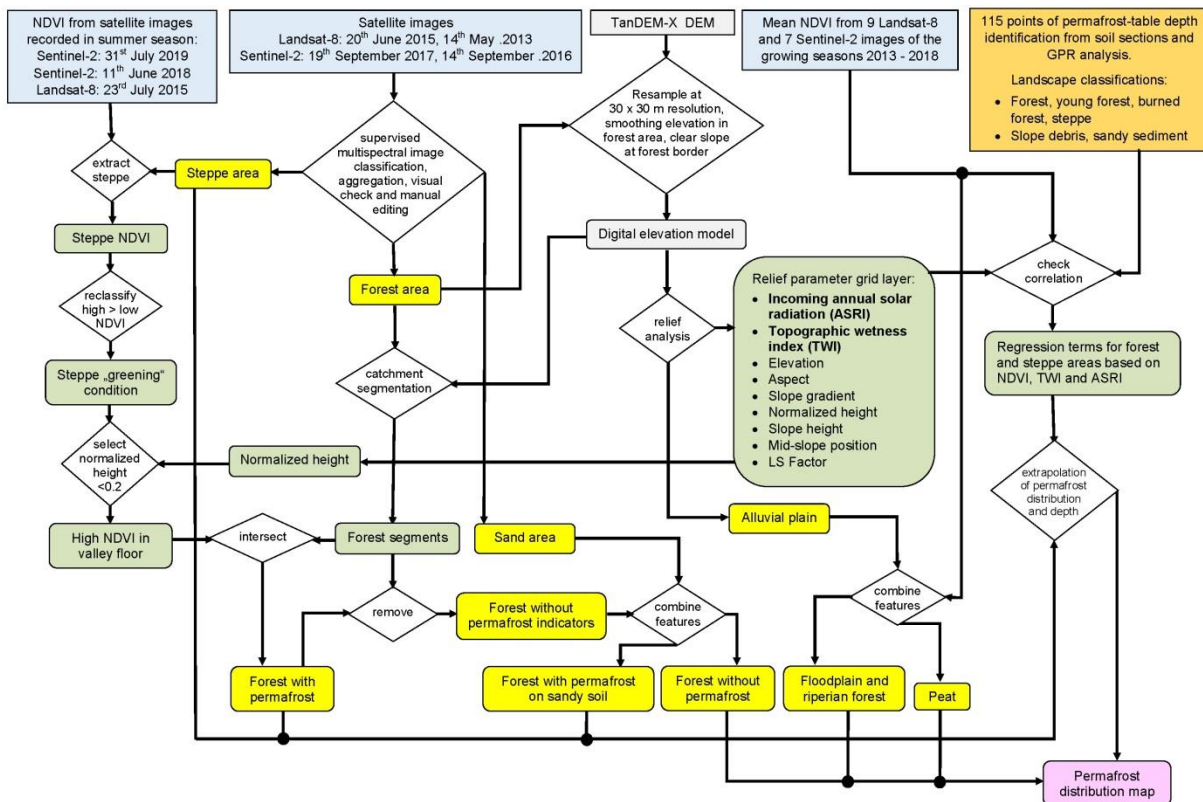 NDVI from satellite images
recorded in summer season:
Sentinel-2: 31st July 2019
Sentinel-2: 11th June 2018
Landsat-8: 23rd July 2015
Satellite images
Landsat-8: 20th June 2015, 14th May .2013
Sentinel-2: 19th September 2017, 14th September .2016
TanDEM-X DEM
Mean NDVI from 9 Landsat-8
and 7 Sentinel-2 images of the
growing seasons 2013 - 2018
115 points of permafrost-table depth
identification from soil sections and
GPR analysis.
Landscape classifications:
• Forest, young forest, burned
forest, steppe
• Slope debris, sandy sediment
Resample at
30 x 30 m resolution,
smoothing elevation in
forest area, clear slope
at forest border
extract
steppe
Steppe area
supervised
multispectral image
classification,
aggregation, visual
check and manual
editing
Steppe NDVI
Digital elevation model
check
correlation
reclassify
high > low
NDVI
Forest area
relief
analysis
Relief parameter grid layer:
• Incoming annual solar
radiation (ASRI)
• Topographic wetness
index (TWI)
• Elevation
• Aspect
• Slope gradient
• Normalized height
• Slope height
• Mid-slope position
• LS Factor
Regression terms for forest
and steppe areas based on
NDVI, TWI and ASRI
Steppe „greening“
condition
catchment
segmentation
select
normalized
height
<0.2
Normalized height
extrapolation
of permafrost
distribution
and depth
High NDVI in
valley floor
intersect
Forest segments
Sand area
Alluvial plain
remove
Forest without
permafrost indicators
combine
features
combine
features
Forest with
permafrost
Forest with permafrost
on sandy soil
Forest without
permafrost
Floodplain and
riperian forest
Peat
Permafrost
distribution map